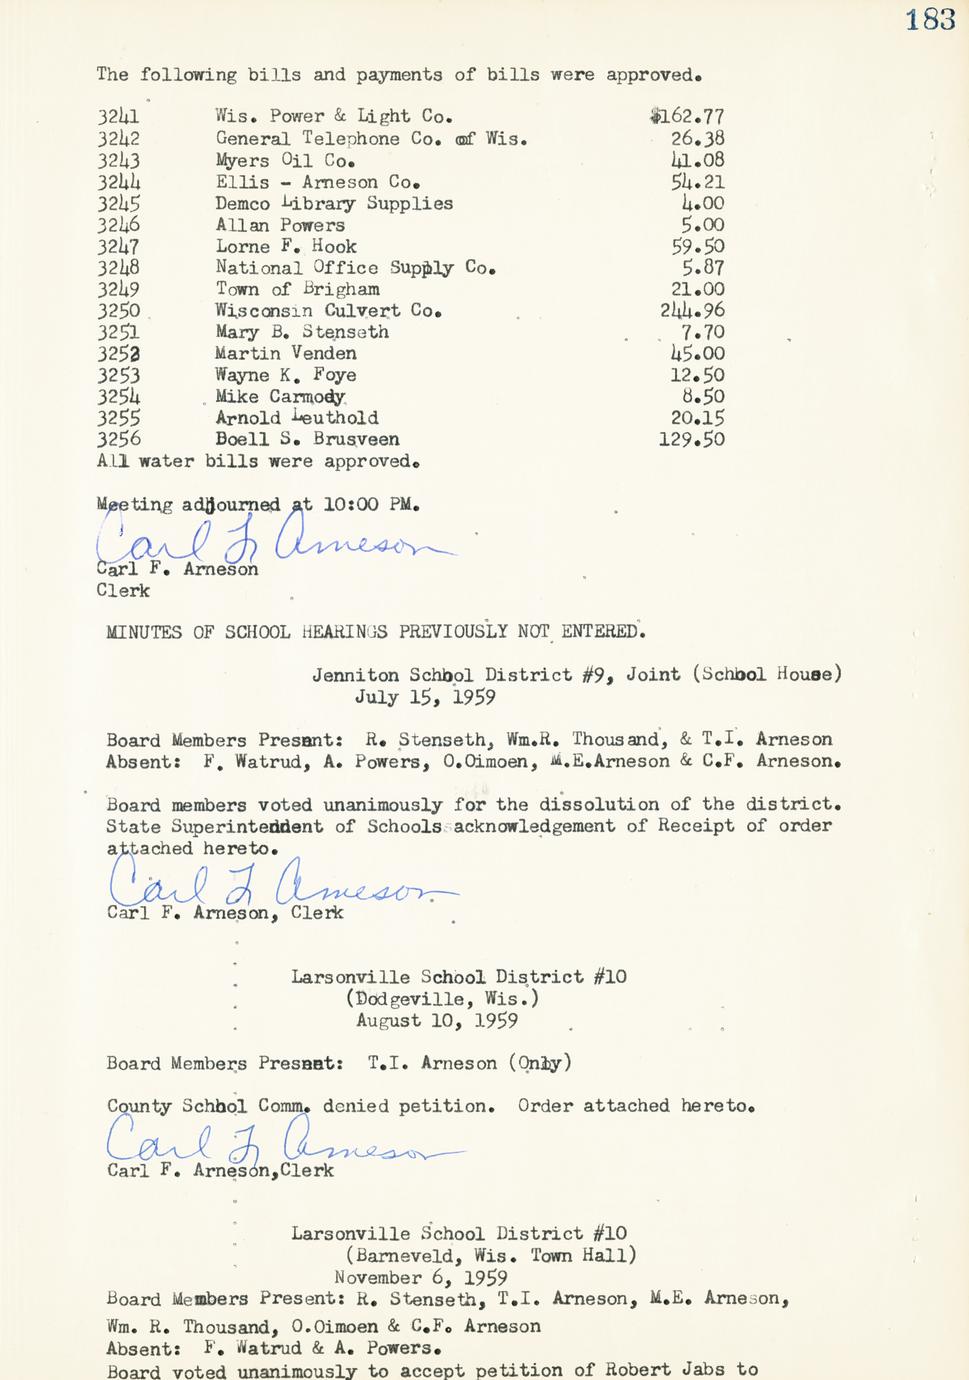 183
The following bills and payments of bills were approved.
3241 Wis. Power & Light Co. $162.77
3242 General Telephone Co. of Wis. 26.38
3243 Myers Oil Co. 41.08
3244 Ellis - Arneson Co. 54.21
3245 Demco Library Supplies 4.00
3246 Allan Powers 5.00
3247 Lorne F. Hook 59.50
3248 National Office Supply Co. 5.87
3249 Town of Brigham 21.00
3250 Wisconsin Culvert Co. 244.96
3251 Mary B. Stenseth 7.70
3252 Martin Venden 45.00
3253 Wayne K. Foye 12.50
3254 Mike Carmody 8.50
3255 Arnold Leuthold 20.15
3256 Boell S. Brusveen 129.50
All water bills were approved.
Meeting adjourned at 10:00 PM.
Carl F Arneson
Carl F. Arneson
Clerk
MINUTES OF SCHOOL HEARINGS PREVIOUSLY NOT ENTERED.
Jenniton School District #9, Joint (School House)
July 15, 1959
Board Members Present: R. Stenseth, Wm.R. Thousand, & T.I. Arneson
Absent: F. Watrud, A. Powers, O.Oimoen, M.E.Arneson & C.F. Arneson.
Board members voted unanimously for the dissolution of the district.
State Superintendent of Schools acknowledgement of Receipt of order
attached hereto.
Carl F Arneson
Carl F. Arneson, Clerk
Larsonville School District #10
(Dodgeville, Wis.)
August 10, 1959
Board Members Present: T.I. Arneson (Only)
County School Comm. denied petition. Order attached hereto.
Carl F Arneson
Carl F. Arneson,Clerk
Larsonville School District #10
(Barneveld, Wis. Town Hall)
November 6, 1959
Board Members Present: R. Stenseth, T.I. Arneson, M.E. Arneson,
Wm. R. Thousand, O.Oimoen & C.F. Arneson
Absent: F. Watrud & A. Powers.
Board voted unanimously to accept petition of Robert Jabs to